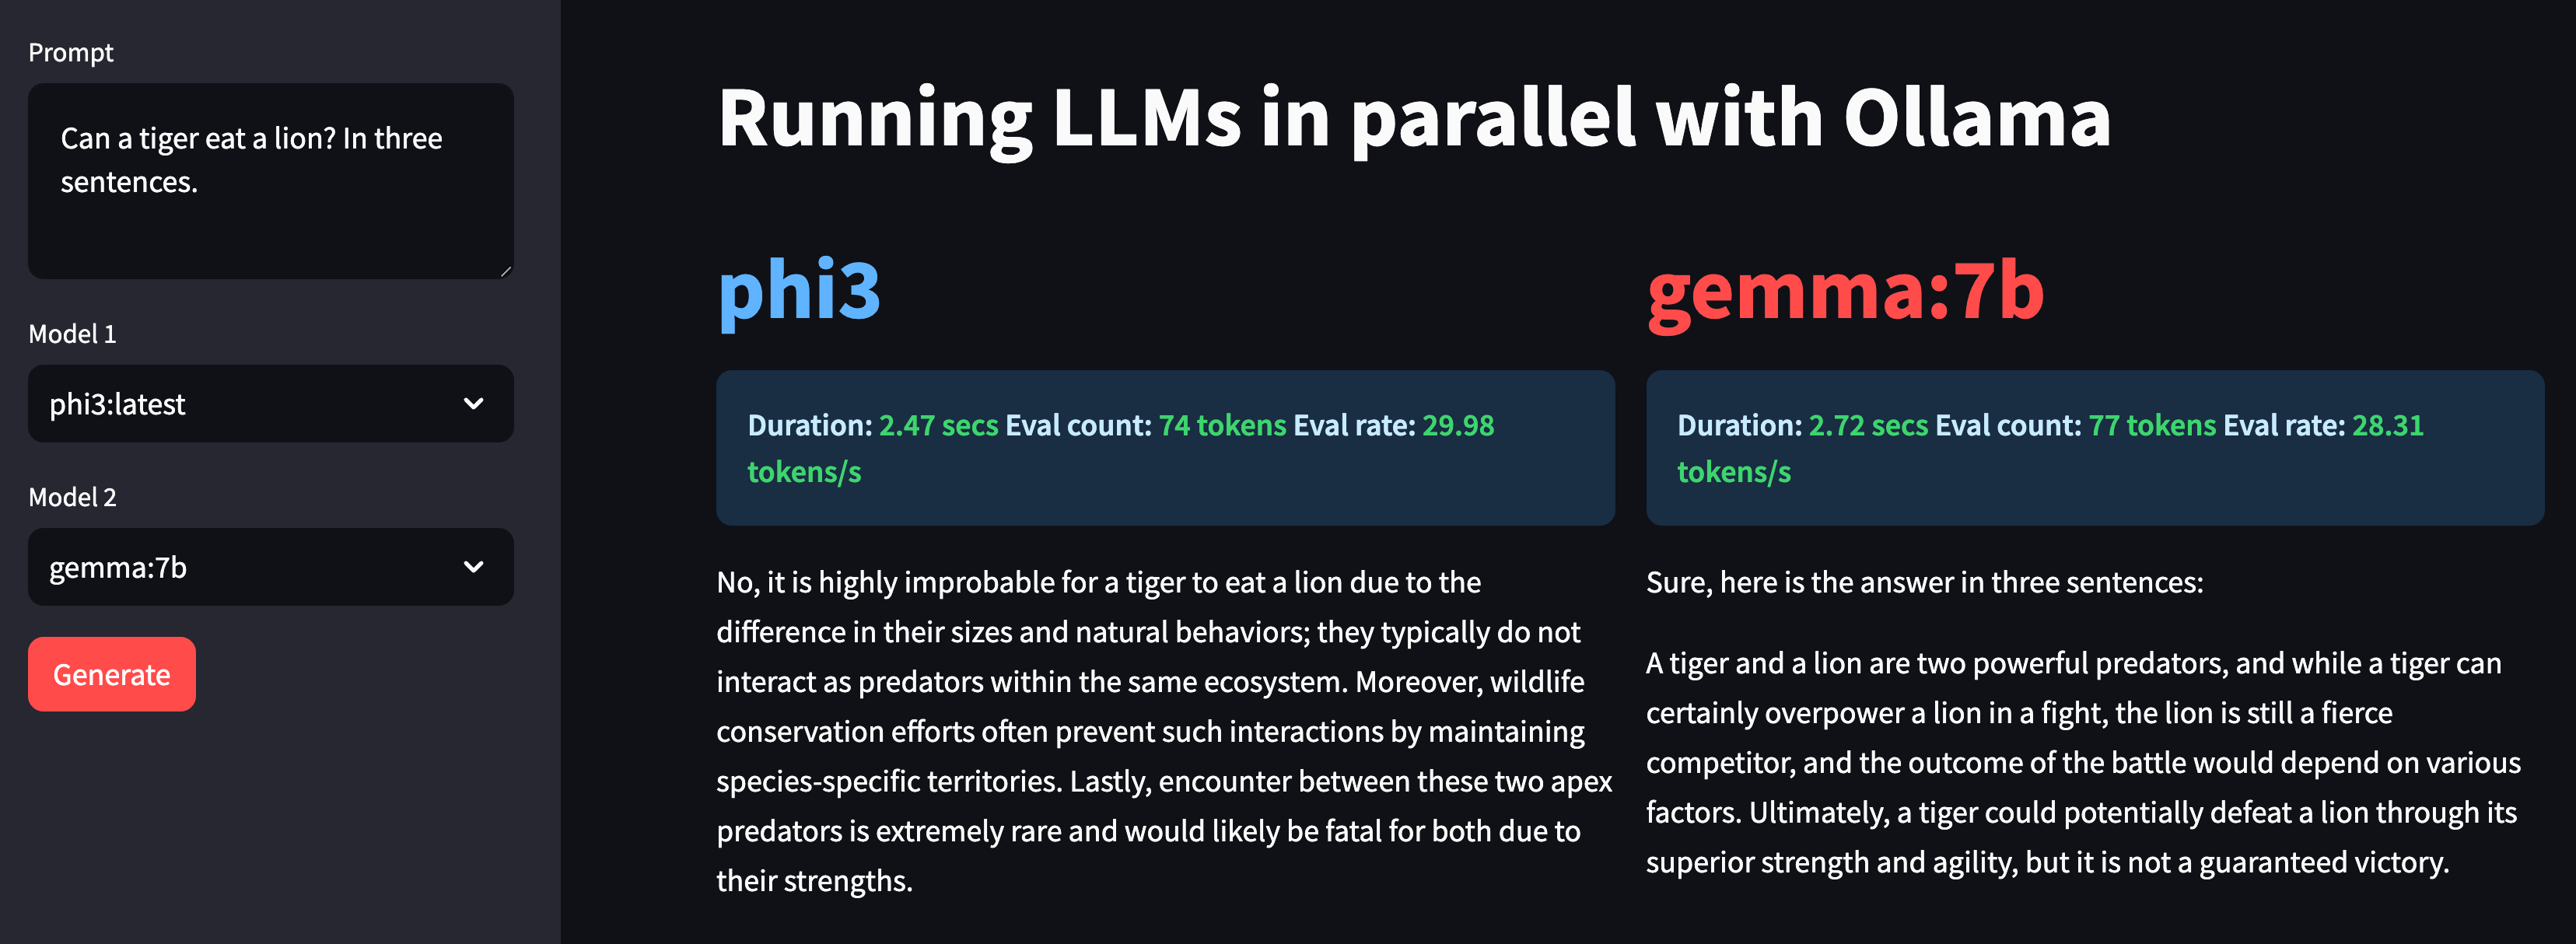 Prompt
Can a tiger eat a lion? In three
sentences.
Model 1
phi3:latest
Model 2
gemma:7b
Generate
Running LLMs in parallel with Ollama
phi3
Duration: 2.47 secs Eval count: 74 tokens Eval rate: 29.98
tokens/s
No, it is highly improbable for a tiger to eat a lion due to the
difference in their sizes and natural behaviors; they typically do not
interact as predators within the same ecosystem. Moreover, wildlife
conservation efforts often prevent such interactions by maintaining
species-specific territories. Lastly, encounter between these two apex
predators is extremely rare and would likely be fatal for both due to
their strengths.
gemma:7b
Duration: 2.72 secs Eval count: 77 tokens Eval rate: 28.31
tokens/s
Sure, here is the answer in three sentences:
A tiger and a lion are two powerful predators, and while a tiger can
certainly overpower a lion in a fight, the lion is still a fierce
competitor, and the outcome of the battle would depend on various
factors. Ultimately, a tiger could potentially defeat a lion through its
superior strength and agility, but it is not a guaranteed victory.